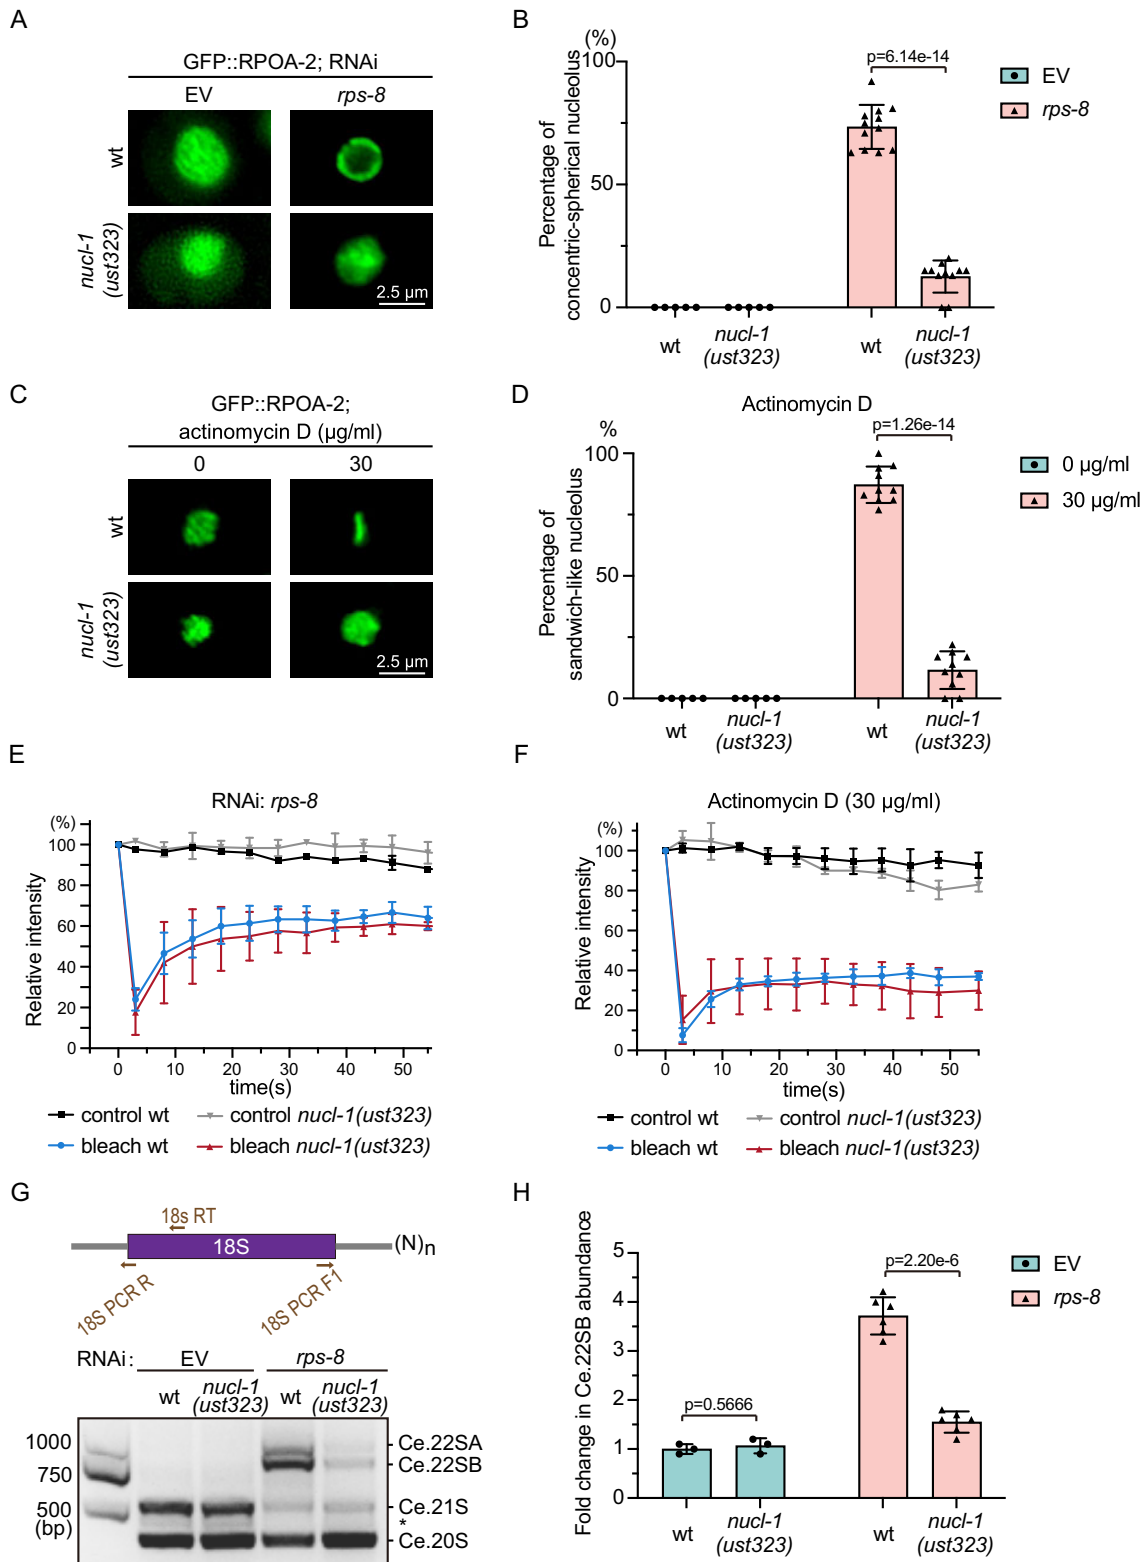 A
GFP::RPOA-2; RNAi
EV
rps-8
wt
nucl-1
(ust323)
2.5 µm
B
(%)
Percentage of
concentric-spherical nucleolus
100
50
0
p=6.14e-14
EV
rps-8
wt
nucl-1
(ust323)
wt
nucl-1
(ust323)
C
GFP::RPOA-2;
actinomycin D (µg/ml)
0
30
wt
nucl-1
(ust323)
2.5 µm
D
Actinomycin D
%
Percentage of
sandwich-like nucleolus
100
50
0
p=1.26e-14
0 µg/ml
30 µg/ml
wt
nucl-1
(ust323)
wt
nucl-1
(ust323)
E
RNAi: rps-8
(%)
Relative intensity
100
80
60
40
20
0
0 10 20 30 40 50
time(s)
control wt
control nucl-1(ust323)
bleach wt
bleach nucl-1(ust323)
F
Actinomycin D (30 µg/ml)
(%)
Relative intensity
100
80
60
40
20
0
0 10 20 30 40 50
time(s)
control wt
control nucl-1(ust323)
bleach wt
bleach nucl-1(ust323)
G
18s RT
18S
(N)n
18S PCR R
18S PCR F1
RNAi:
EV
rps-8
wt
nucl-1
(ust323)
wt
nucl-1
(ust323)
1000
750
500
(bp)
Ce.22SA
Ce.22SB
Ce.21S
*
Ce.20S
H
Fold change in Ce.22SB abundance
5
4
3
2
1
0
p=0.5666
p=2.20e-6
EV
rps-8
wt
nucl-1
(ust323)
wt
nucl-1
(ust323)